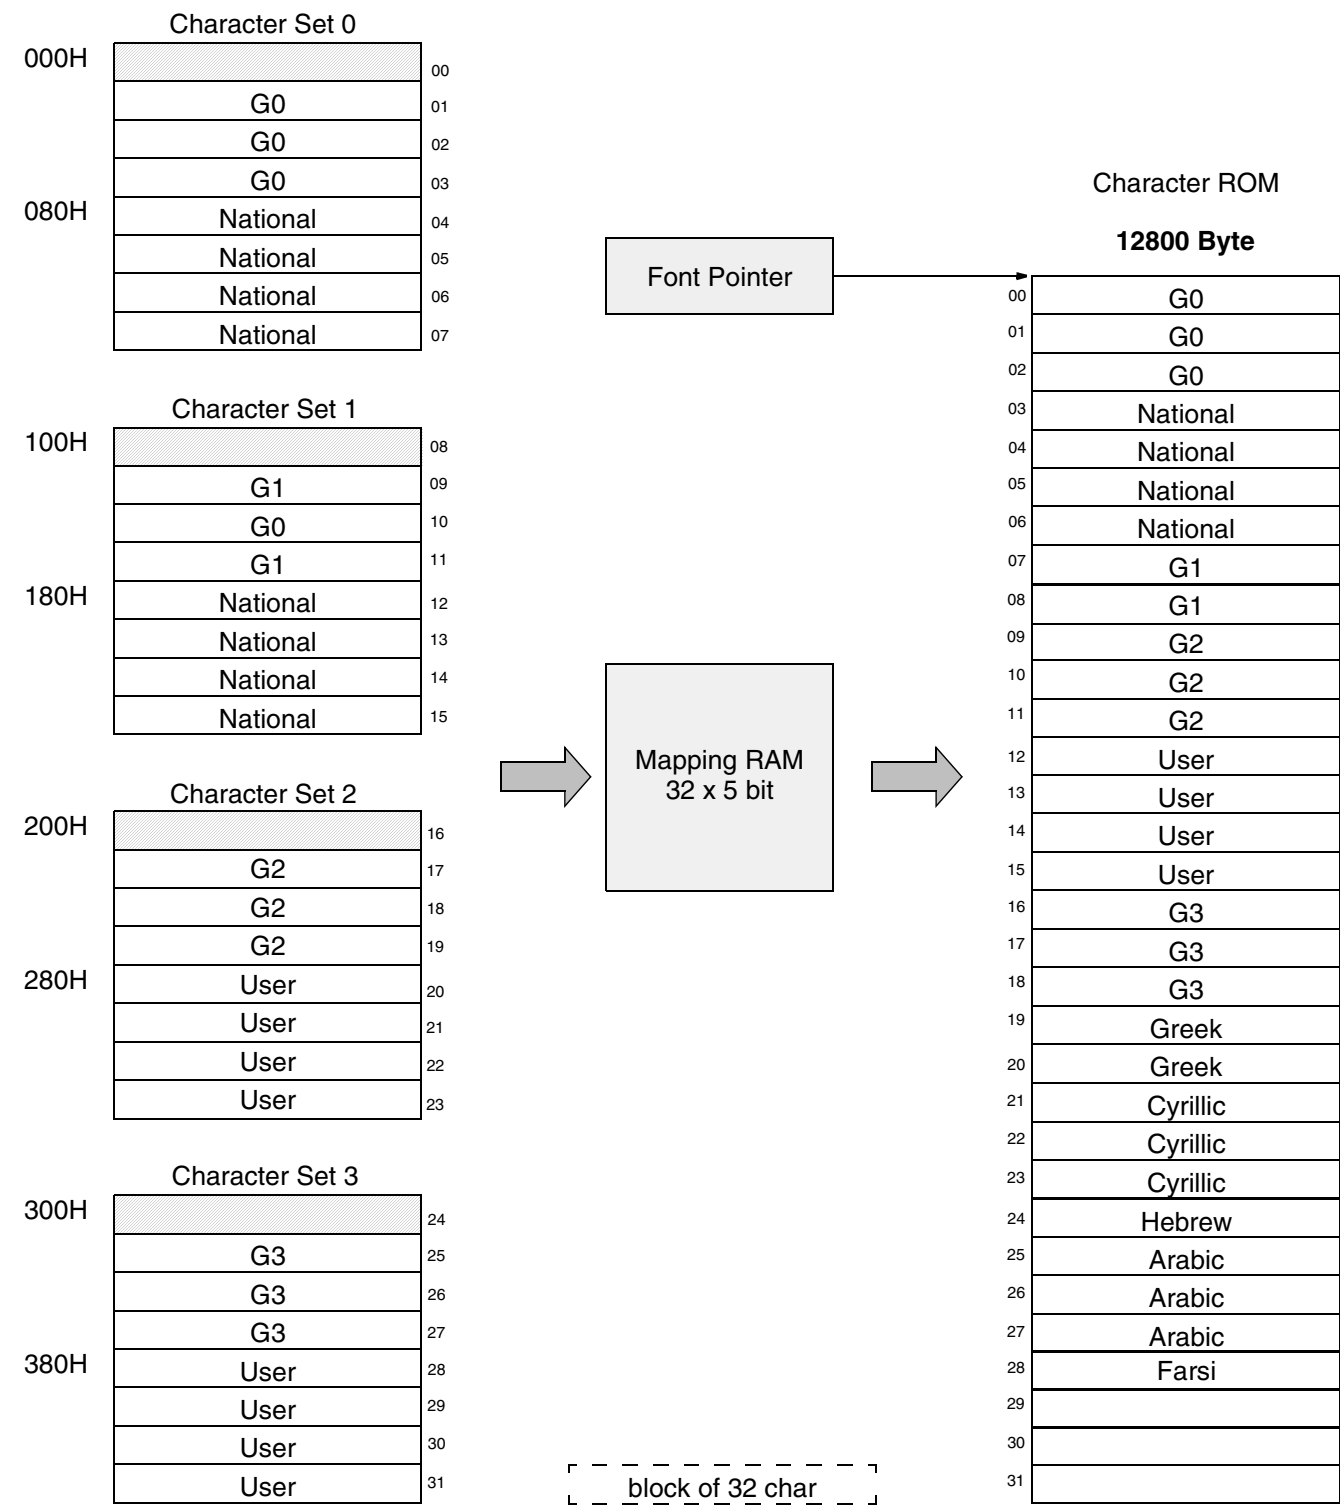 Character Set 0
000H
00
G0 01
G0 02
G0 03
080H National 04
National 05
National 06
National 07
Character Set 1
100H 08
G1 09
G0 10
G1 11
180H National 12
National 13
National 14
National 15
Character Set 2
200H 16
G2 17
G2 18
G2 19
280H User 20
User 21
User 22
User 23
Character Set 3
300H 24
G3 25
G3 26
G3 27
380H User 28
User 29
User 30
User 31
Font Pointer
Mapping RAM
32 x 5 bit
block of 32 char
Character ROM
12800 Byte
00 G0
01 G0
02 G0
03 National
04 National
05 National
06 National
07 G1
08 G1
09 G2
10 G2
11 G2
12 User
13 User
14 User
15 User
16 G3
17 G3
18 G3
19 Greek
20 Greek
21 Cyrillic
22 Cyrillic
23 Cyrillic
24 Hebrew
25 Arabic
26 Arabic
27 Arabic
28 Farsi
29
30
31